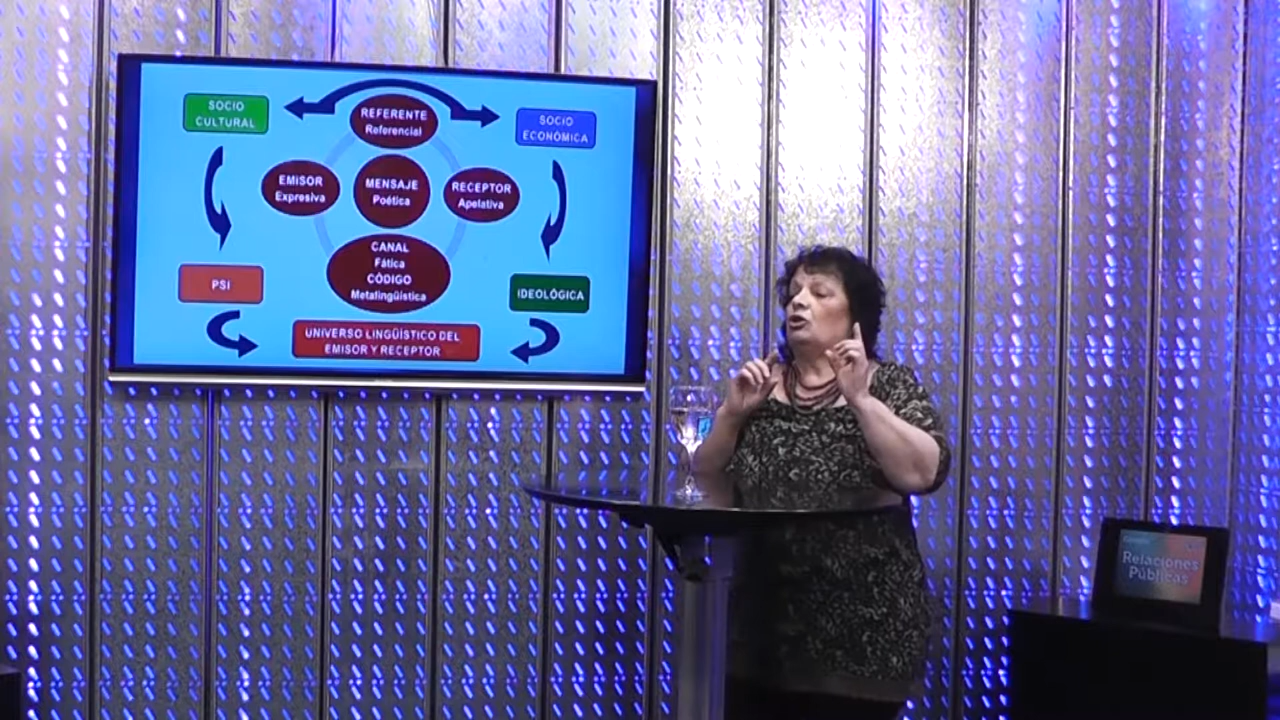 SOCIO
CULTURAL
REFERENTE
Referencial
SOCIO
ECONÓMICA
EMISOR
Expresiva
MENSAJE
Poética
RECEPTOR
Apelativa
CANAL
Fática
CÓDIGO
Metalingüística
PSI
IDEOLÓGICA
UNIVERSO LINGÜÍSTICO DEL
EMISOR Y RECEPTOR
Relaciones
Públicas